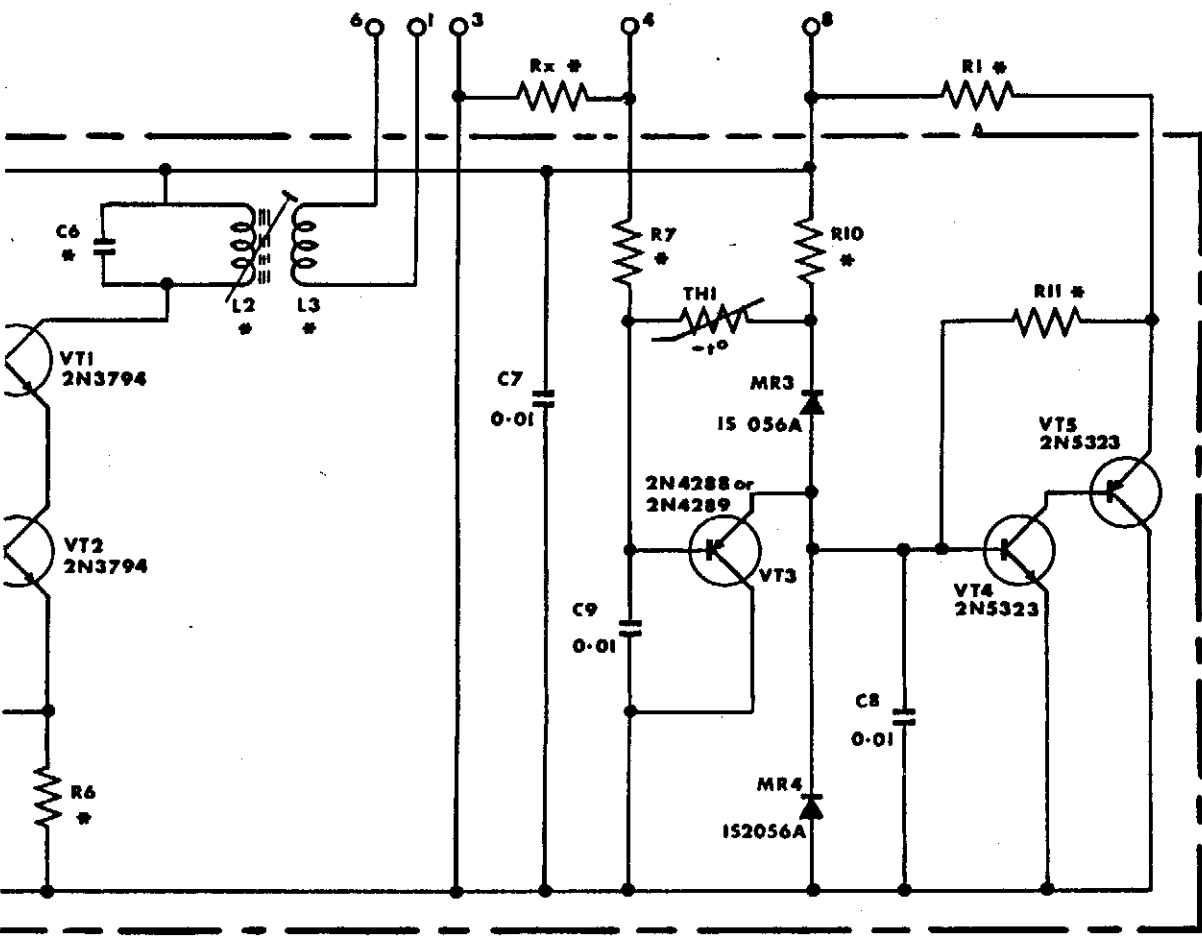 6 1 3 4 8
Rx *
R1 *
A
C6
*
R7
*
R10
*
L2
*
L3
*
TH1
-t°
R11 *
VT1
2N3794
C7
0·01
MR3
IS 056A
VT5
2N5323
2N4288 or
2N4289
VT2
2N3794
VT3
VT4
2N5323
C9
0·01
C8
0·01
R6
*
MR4
IS2056A